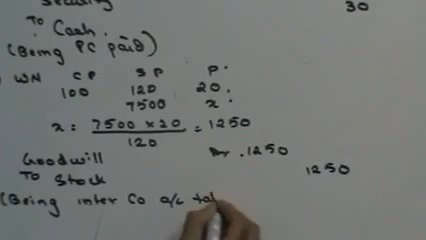 30
To Cash.
(Being PC paid)
WN CP SP P.
100 120 20.
7500 x.
x = 7500 x 20 = 1250
120
Goodwill Dr. 1250
To Stock 1250
(Being inter Co a/c